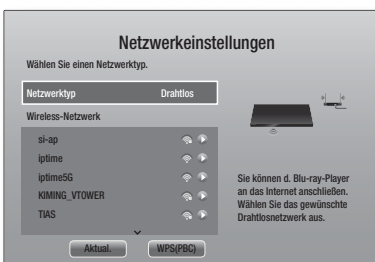 Netzwerkeinstellungen
Wählen Sie einen Netzwerktyp.
Netzwerktyp Drahtlos
Wireless-Netzwerk
si-ap
iptime
iptime5G
KIMING_VTOWER
TIAS
Aktual. WPS(PBC)
Sie können d. Blu-ray-Player
an das Internet anschließen.
Wählen Sie das gewünschte
Drahtlosnetzwerk aus.